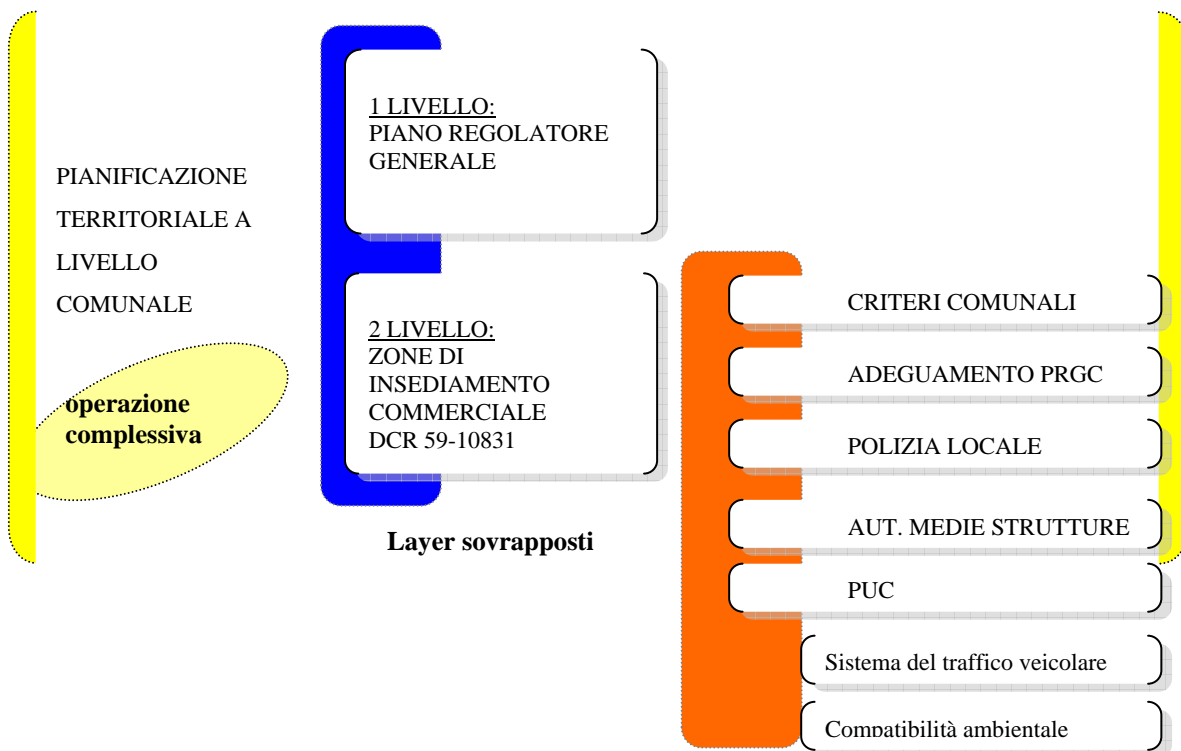 PIANIFICAZIONE
TERRITORIALE A
LIVELLO
COMUNALE
operazione
complessiva
1 LIVELLO:
PIANO REGOLATORE
GENERALE
2 LIVELLO:
ZONE DI
INSEDIAMENTO
COMMERCIALE
DCR 59-10831
Layer sovrapposti
CRITERI COMUNALI
ADEGUAMENTO PRGC
POLIZIA LOCALE
AUT. MEDIE STRUTTURE
PUC
Sistema del traffico veicolare
Compatibilità ambientale